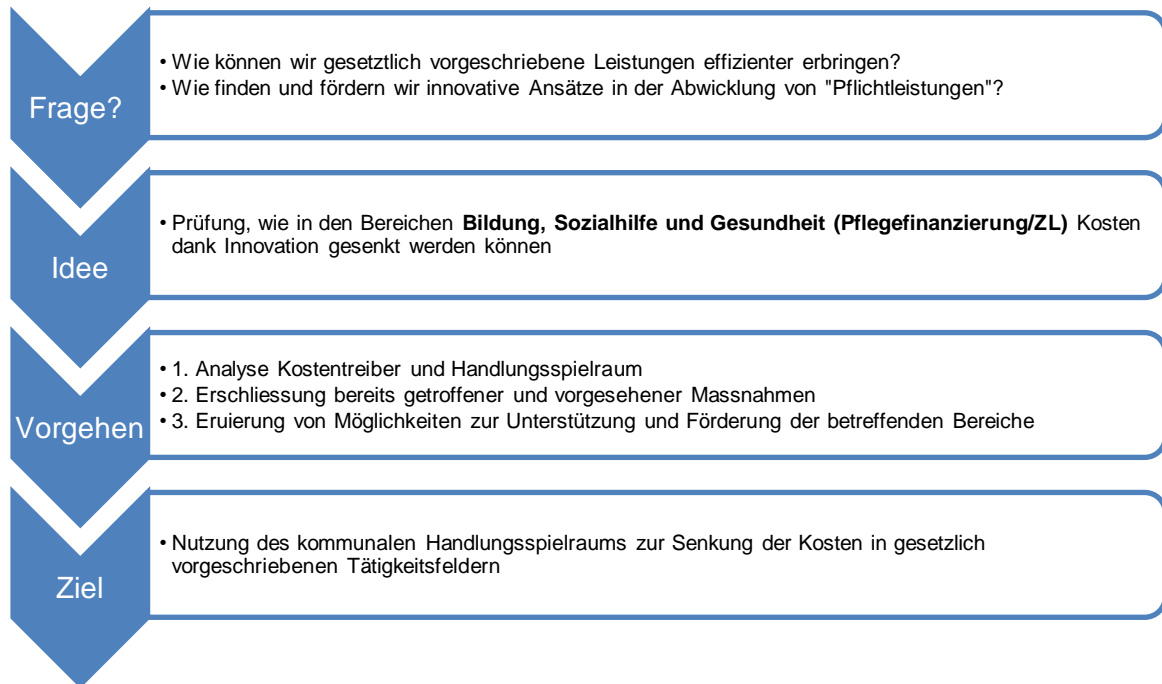 Frage?
• Wie können wir gesetztlich vorgeschriebene Leistungen effizienter erbringen?
• Wie finden und fördern wir innovative Ansätze in der Abwicklung von "Pflichtleistungen"?
Idee
• Prüfung, wie in den Bereichen Bildung, Sozialhilfe und Gesundheit (Pflegefinanzierung/ZL) Kosten
dank Innovation gesenkt werden können
Vorgehen
• 1. Analyse Kostentreiber und Handlungsspielraum
• 2. Erschliessung bereits getroffener und vorgesehener Massnahmen
• 3. Eruierung von Möglichkeiten zur Unterstützung und Förderung der betreffenden Bereiche
Ziel
• Nutzung des kommunalen Handlungsspielraums zur Senkung der Kosten in gesetzlich
vorgeschriebenen Tätigkeitsfeldern